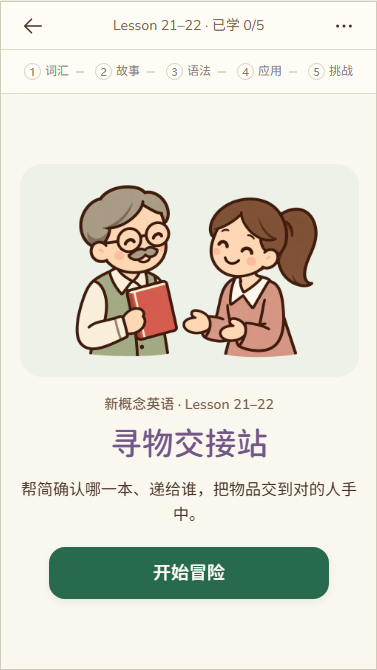 Lesson 21–22 · 已学 0/5
1 词汇 – 2 故事 – 3 语法 – 4 应用 – 5 挑战
新概念英语 · Lesson 21–22
寻物交接站
帮简确认哪一本、递给谁，把物品交到对的人手
中。
开始冒险